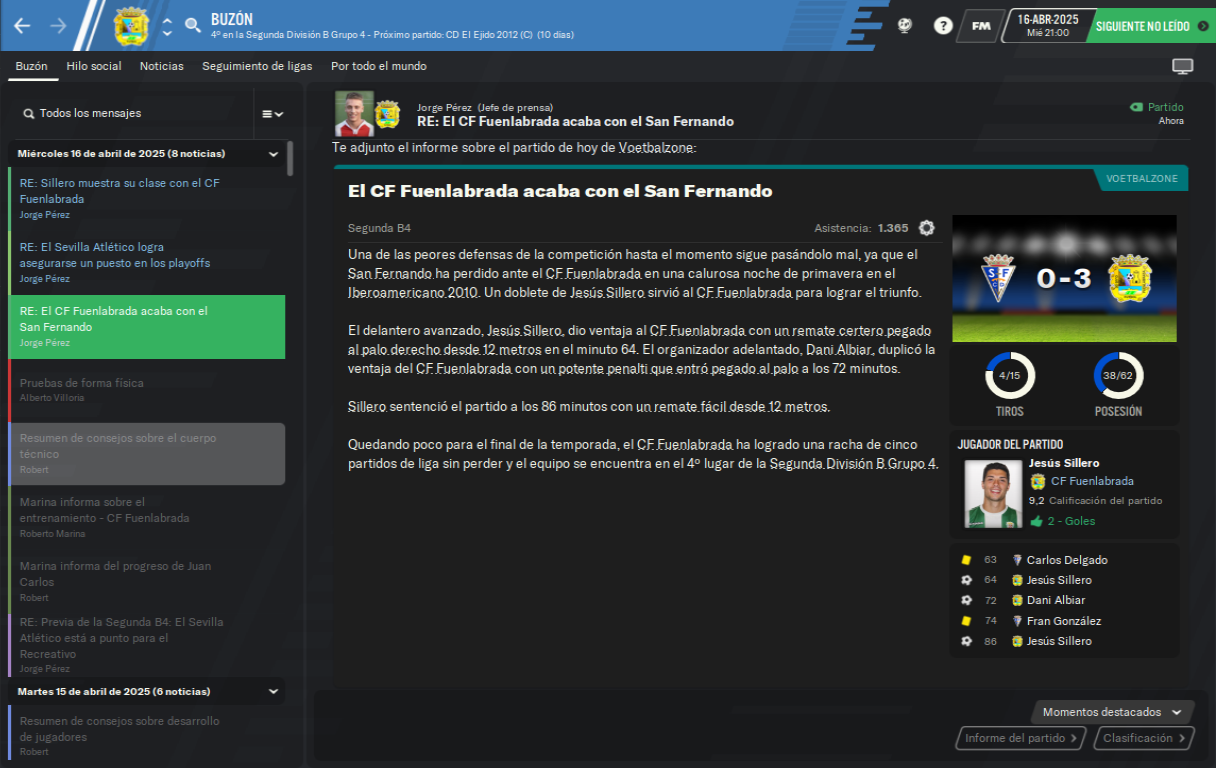 BUZÓN
4º en la Segunda División B Grupo 4 - Próximo partido: CD El Ejido 2012 (C) (10 días)
?
FM
16-ABR-2025
Mié 21:00
SIGUIENTE NO LEÍDO
Buzón
Hilo social
Noticias
Seguimiento de ligas
Por todo el mundo
Todos los mensajes
Miércoles 16 de abril de 2025 (8 noticias)
RE: Sillero muestra su clase con el CF
Fuenlabrada
Jorge Pérez
RE: El Sevilla Atlético logra
asegurarse un puesto en los playoffs
Jorge Pérez
RE: El CF Fuenlabrada acaba con el
San Fernando
Jorge Pérez
Pruebas de forma física
Alberto Villoria
Resumen de consejos sobre el cuerpo
técnico
Robert
Marina informa sobre el
entrenamiento - CF Fuenlabrada
Roberto Marina
Marina informa del progreso de Juan
Carlos
Robert
RE: Previa de la Segunda B4: El Sevilla
Atlético está a punto para el
Recreativo
Jorge Pérez
Martes 15 de abril de 2025 (6 noticias)
Resumen de consejos sobre desarrollo
de jugadores
Robert
Jorge Pérez (Jefe de prensa)
RE: El CF Fuenlabrada acaba con el San Fernando
Partido
Ahora
Te adjunto el informe sobre el partido de hoy de Voetbalzone:
VOETBALZONE
El CF Fuenlabrada acaba con el San Fernando
Segunda B4
Asistencia: 1.365
Una de las peores defensas de la competición hasta el momento sigue pasándolo mal, ya que el
San Fernando ha perdido ante el CF Fuenlabrada en una calurosa noche de primavera en el
Iberoamericano 2010. Un doblete de Jesús Sillero sirvió al CF Fuenlabrada para lograr el triunfo.
El delantero avanzado, Jesús Sillero, dio ventaja al CF Fuenlabrada con un remate certero pegado
al palo derecho desde 12 metros en el minuto 64. El organizador adelantado, Dani Albiar, duplicó la
ventaja del CF Fuenlabrada con un potente penalti que entró pegado al palo a los 72 minutos.
Sillero sentenció el partido a los 86 minutos con un remate fácil desde 12 metros.
Quedando poco para el final de la temporada, el CF Fuenlabrada ha logrado una racha de cinco
partidos de liga sin perder y el equipo se encuentra en el 4º lugar de la Segunda División B Grupo 4.
0-3
4/15
TIROS
38/62
POSESIÓN
JUGADOR DEL PARTIDO
Jesús Sillero
CF Fuenlabrada
9,2 Calificación del partido
2 - Goles
63 Carlos Delgado
64 Jesús Sillero
72 Dani Albiar
74 Fran González
86 Jesús Sillero
Momentos destacados
Informe del partido
Clasificación